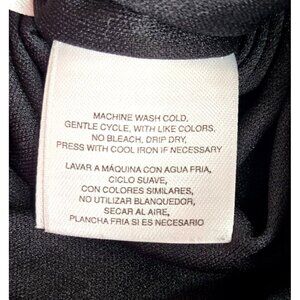 MACHINE WASH COLD,
GENTLE CYCLE, WITH LIKE COLORS,
NO BLEACH, DRIP DRY,
PRESS WITH COOL IRON IF NECESSARY
LAVAR A MÁQUINA CON AGUA FRIA,
CICLO SUAVE,
CON COLORES SIMILARES,
NO UTILIZAR BLANQUEDOR,
SECAR AL AIRE,
PLANCHA FRIA SI ES NECESARIO